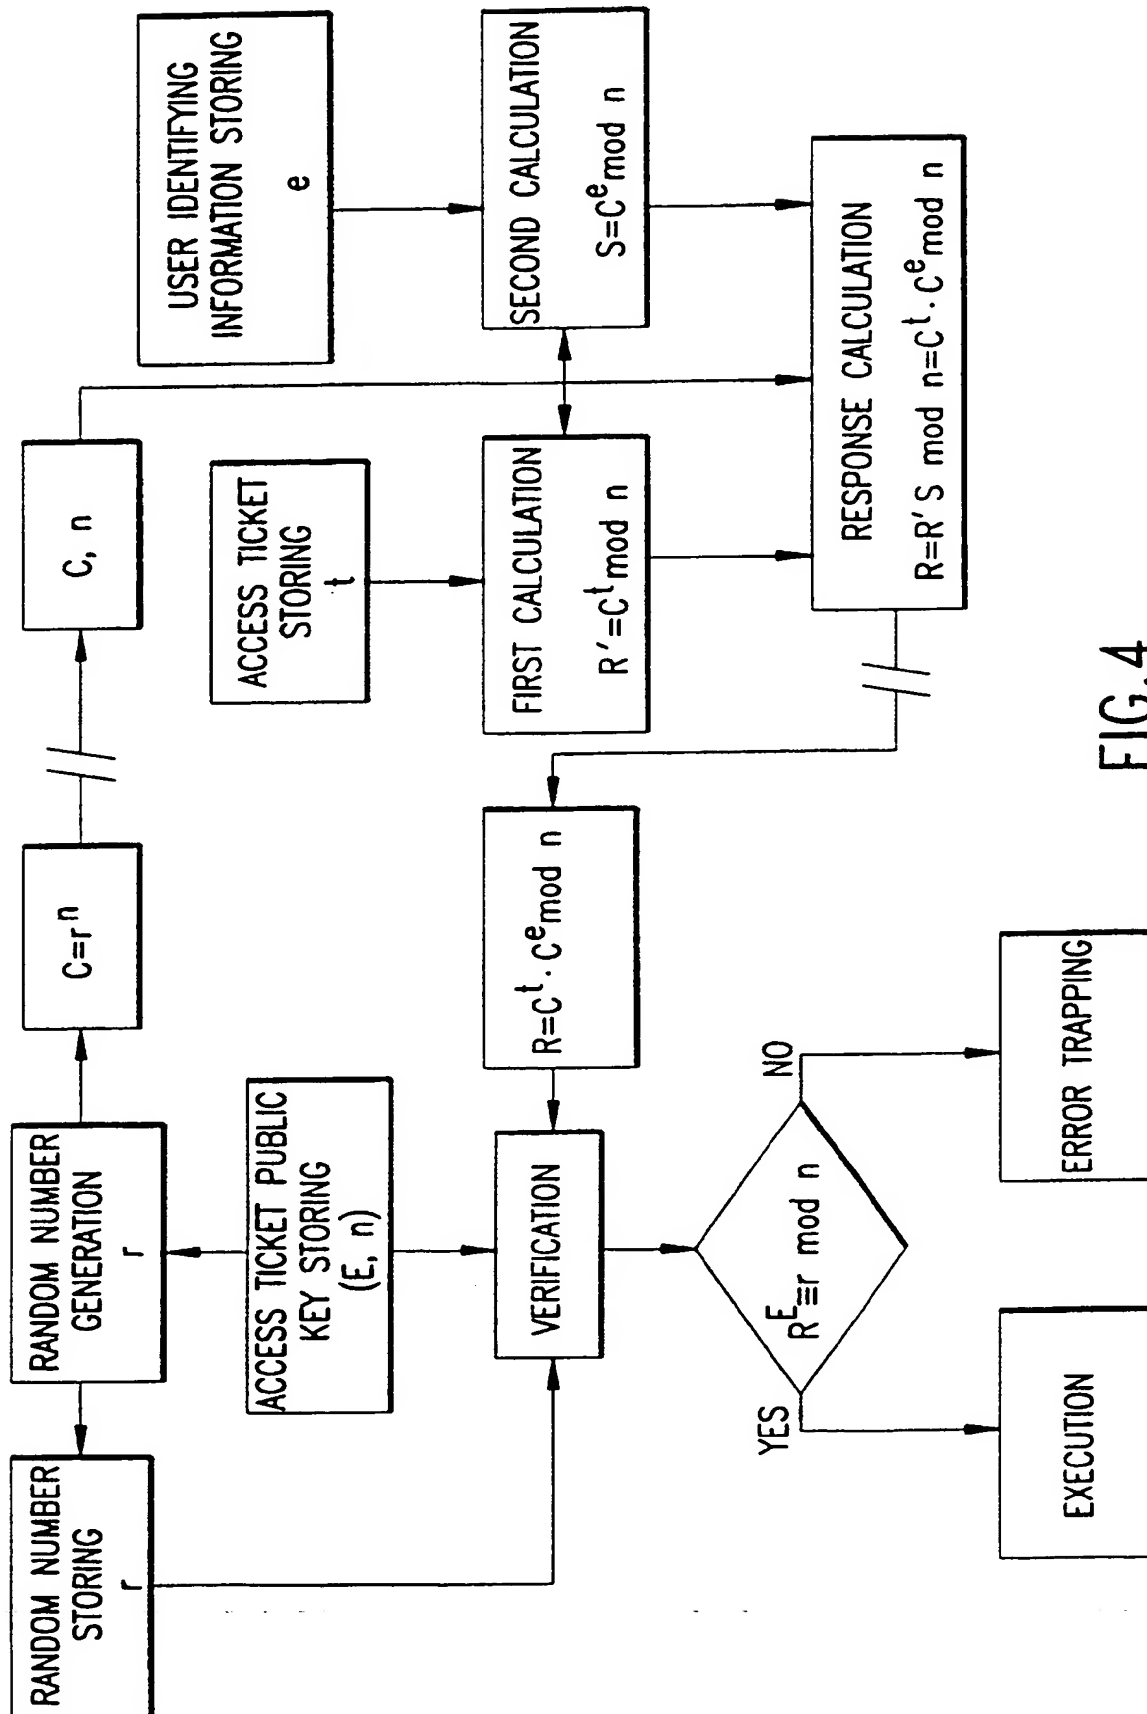 RANDOM NUMBER
STORING
r
RANDOM NUMBER
GENERATION
r
C=r^n
C, n
ACCESS TICKET PUBLIC
KEY STORING
(E, n)
ACCESS TICKET
STORING
t
USER IDENTIFYING
INFORMATION STORING
e
VERIFICATION
R=C^t·C^e mod n
FIRST CALCULATION
R'=C^t mod n
SECOND CALCULATION
S=C^e mod n
YES
R^E≡r mod n
NO
RESPONSE CALCULATION
R=R'S mod n=C^t·C^e mod n
EXECUTION
ERROR TRAPPING
FIG.4